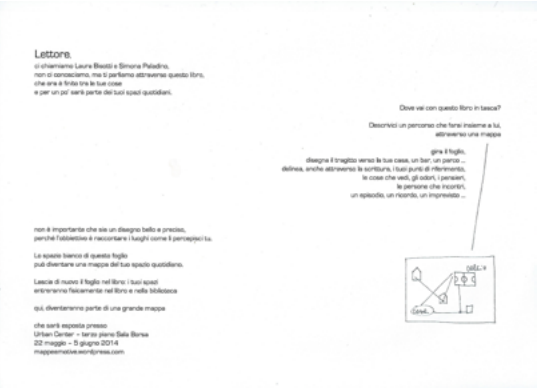 Lettore,
ci chiamiamo Laura Bisotti e Simona Paladino,
non ci conosciamo, ma ti parliamo attraverso questo libro,
che ora è finito tra le tue cose
e per un po' sarà parte dei tuoi spazi quotidiani.
Dove vai con questo libro in tasca?
Descrivici un percorso che farai insieme a lui,
attraverso una mappa
gira il foglio,
disegna il tragitto verso la tua casa, un bar, un parco ...
delinea, anche attraverso la scrittura, i tuoi punti di riferimento,
le cose che vedi, gli odori, i pensieri,
le persone che incontri,
un episodio, un ricordo, un imprevisto ...
non è importante che sia un disegno bello e preciso,
perché l'obbiettivo è raccontare i luoghi come li percepisci tu.
Lo spazio bianco di questo foglio
può diventare una mappa del tuo spazio quotidiano.
Lascia di nuovo il foglio nel libro: i tuoi spazi
entreranno fisicamente nel libro e nella biblioteca
qui, diventeranno parte di una grande mappa
che sarà esposta presso
Urban Center – terzo piano Sala Borsa
22 maggio – 5 giugno 2014
mappeemotive.wordpress.com